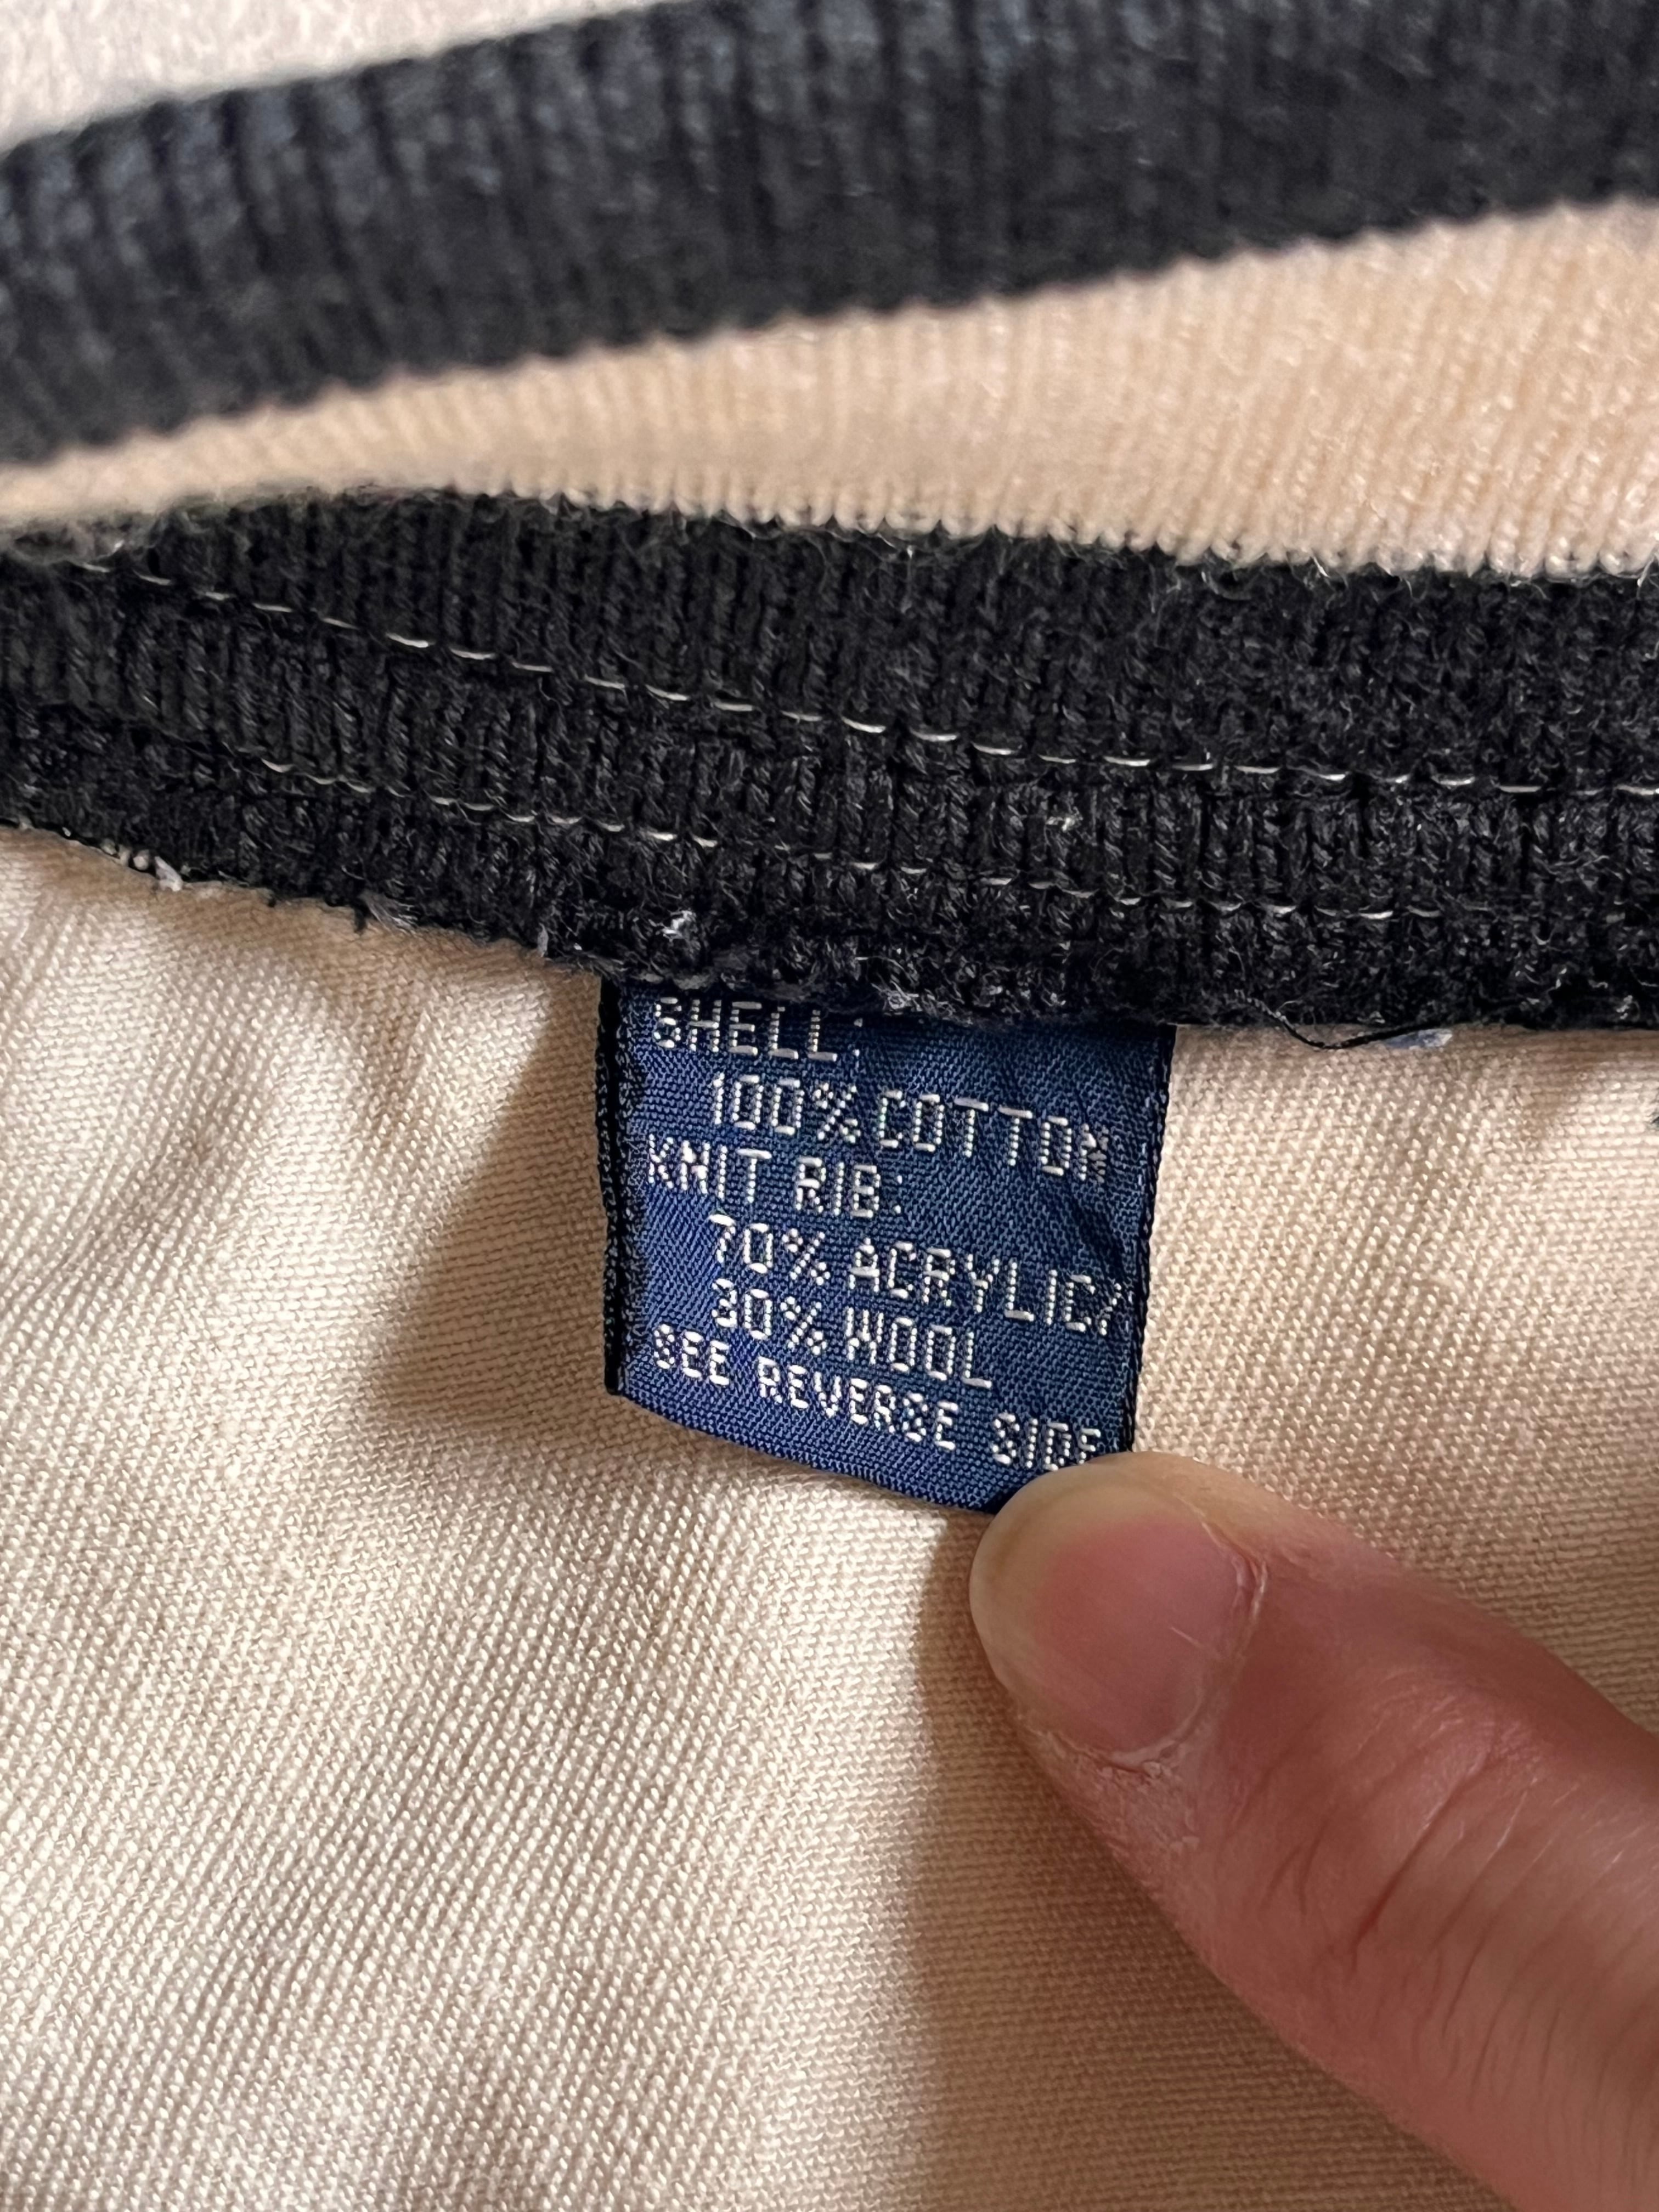 SHELL:
100% COTTON
KNIT RIB:
70% ACRYLIC/
30% WOOL
SEE REVERSE SIDE